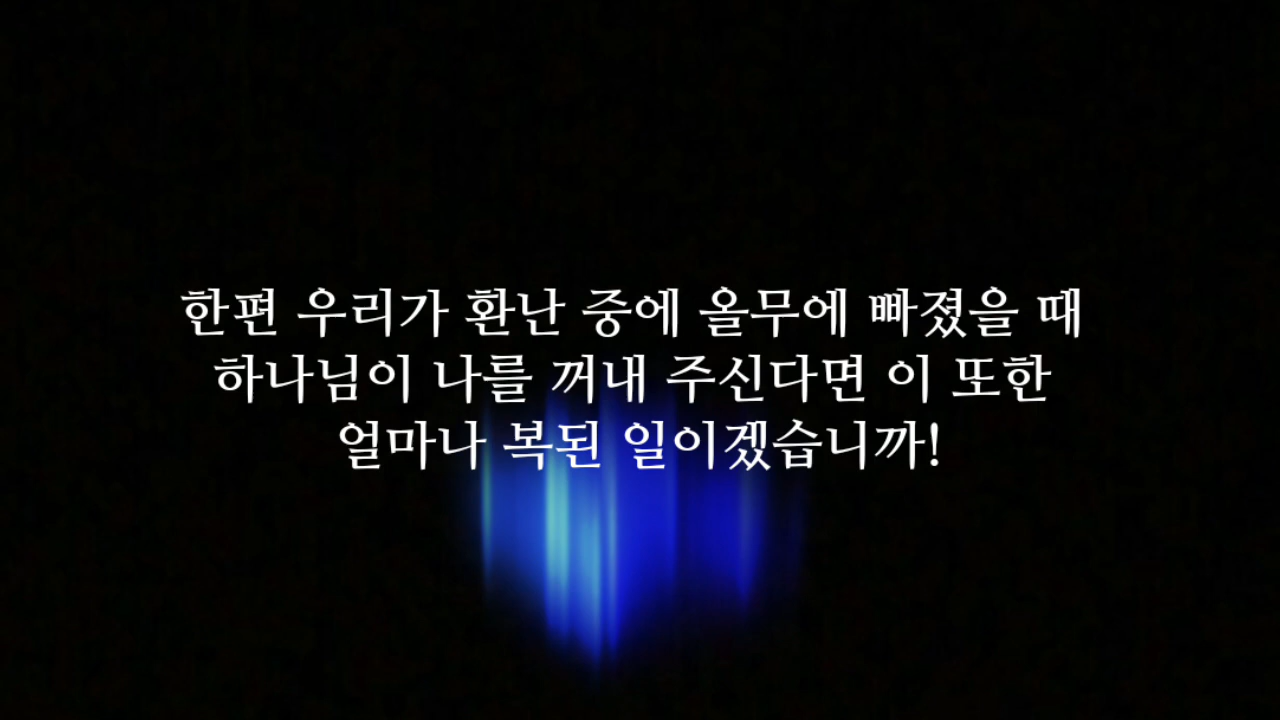 한편 우리가 환난 중에 올무에 빠졌을 때
하나님이 나를 꺼내 주신다면 이 또한
얼마나 복된 일이겠습니까!